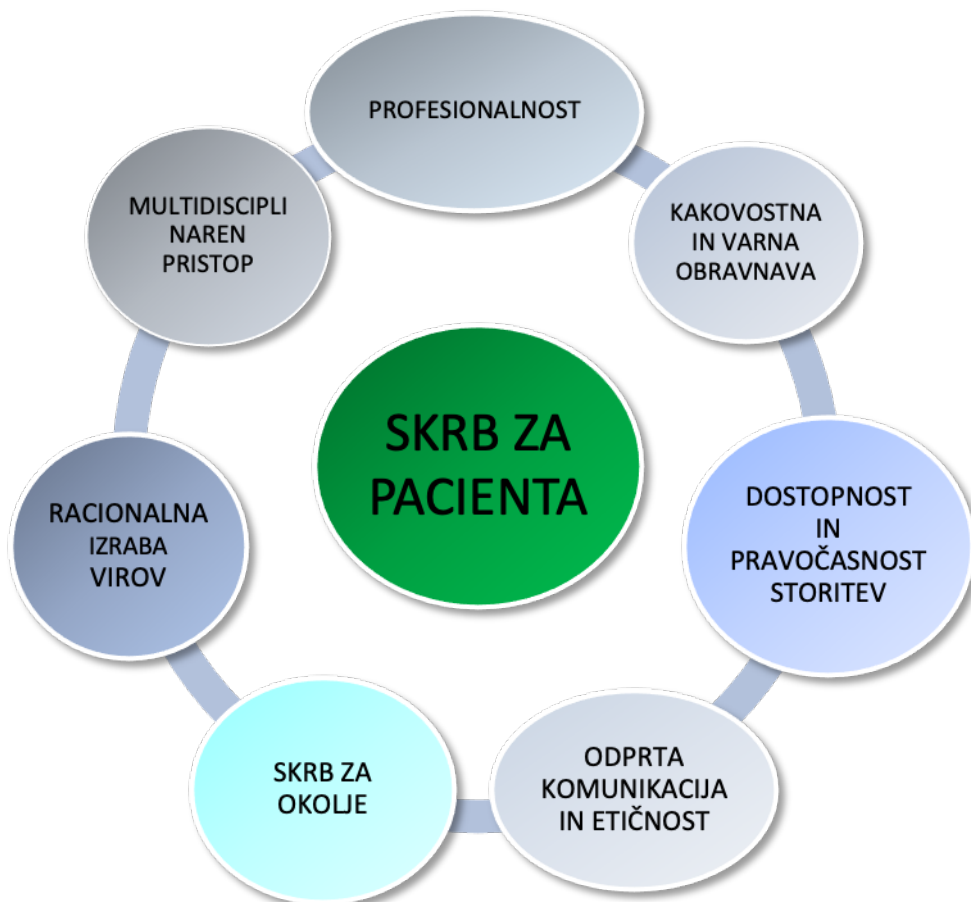 PROFESIONALNOST
KAKOVOSTNA
IN VARNA
OBRAVNAVA
DOSTOPNOST
IN
PRAVOČASNOST
STORITEV
ODPRTA
KOMUNIKACIJA
IN ETIČNOST
SKRB ZA
OKOLJE
RACIONALNA
IZRABA
VIROV
MULTIDISCIPLI
NAREN
PRISTOP
SKRB ZA
PACIENTA